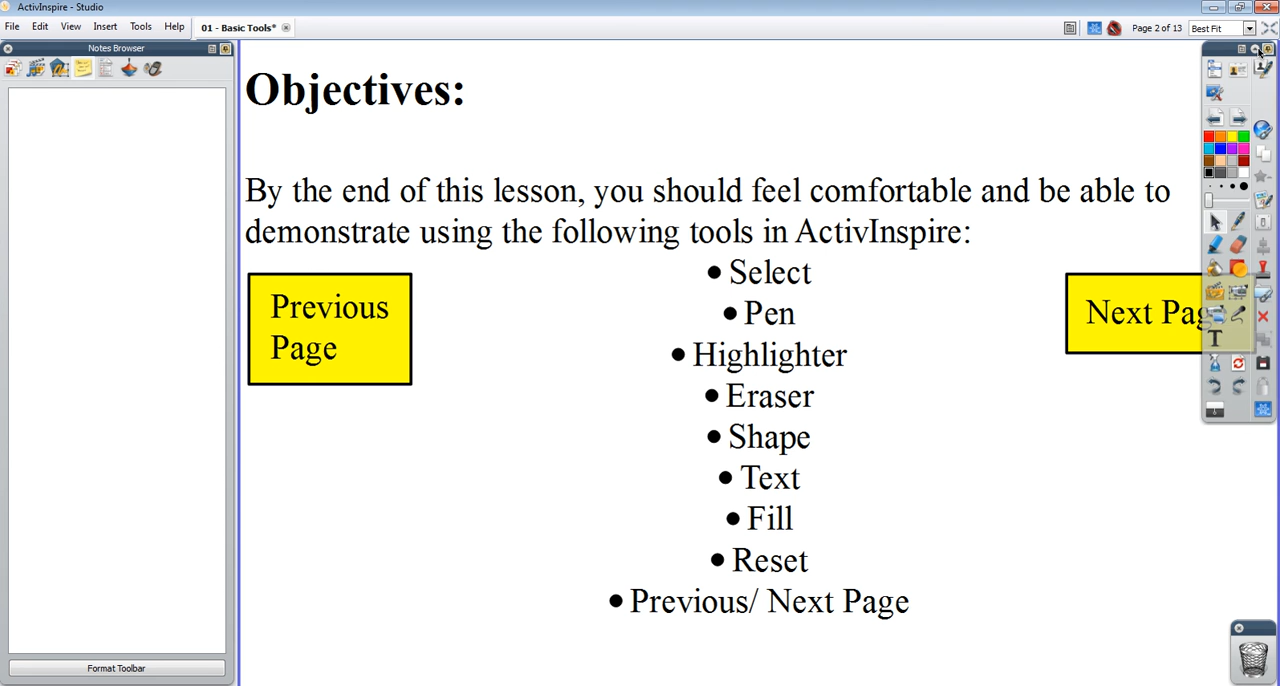 ActivInspire - Studio
File Edit View Insert Tools Help 01 - Basic Tools* Page 2 of 13 Best Fit
Notes Browser
Objectives:
By the end of this lesson, you should feel comfortable and be able to
demonstrate using the following tools in ActivInspire:
• Select
Previous
Page
Next Pag
• Pen
• Highlighter
• Eraser
• Shape
• Text
• Fill
• Reset
• Previous/ Next Page
T
Format Toolbar